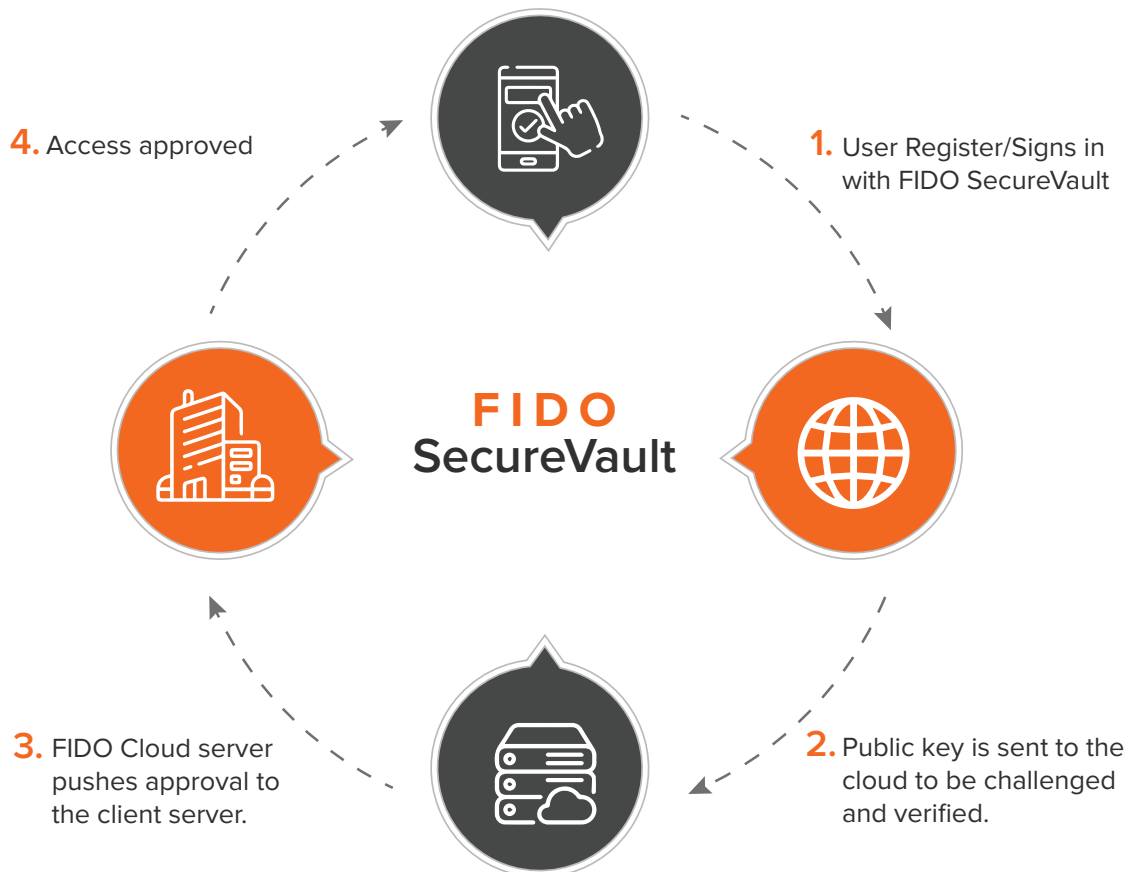 4. Access approved
1. User Register/Signs in
with FIDO SecureVault
FIDO
SecureVault
3. FIDO Cloud server
pushes approval to
the client server.
2. Public key is sent to the
cloud to be challenged
and verified.